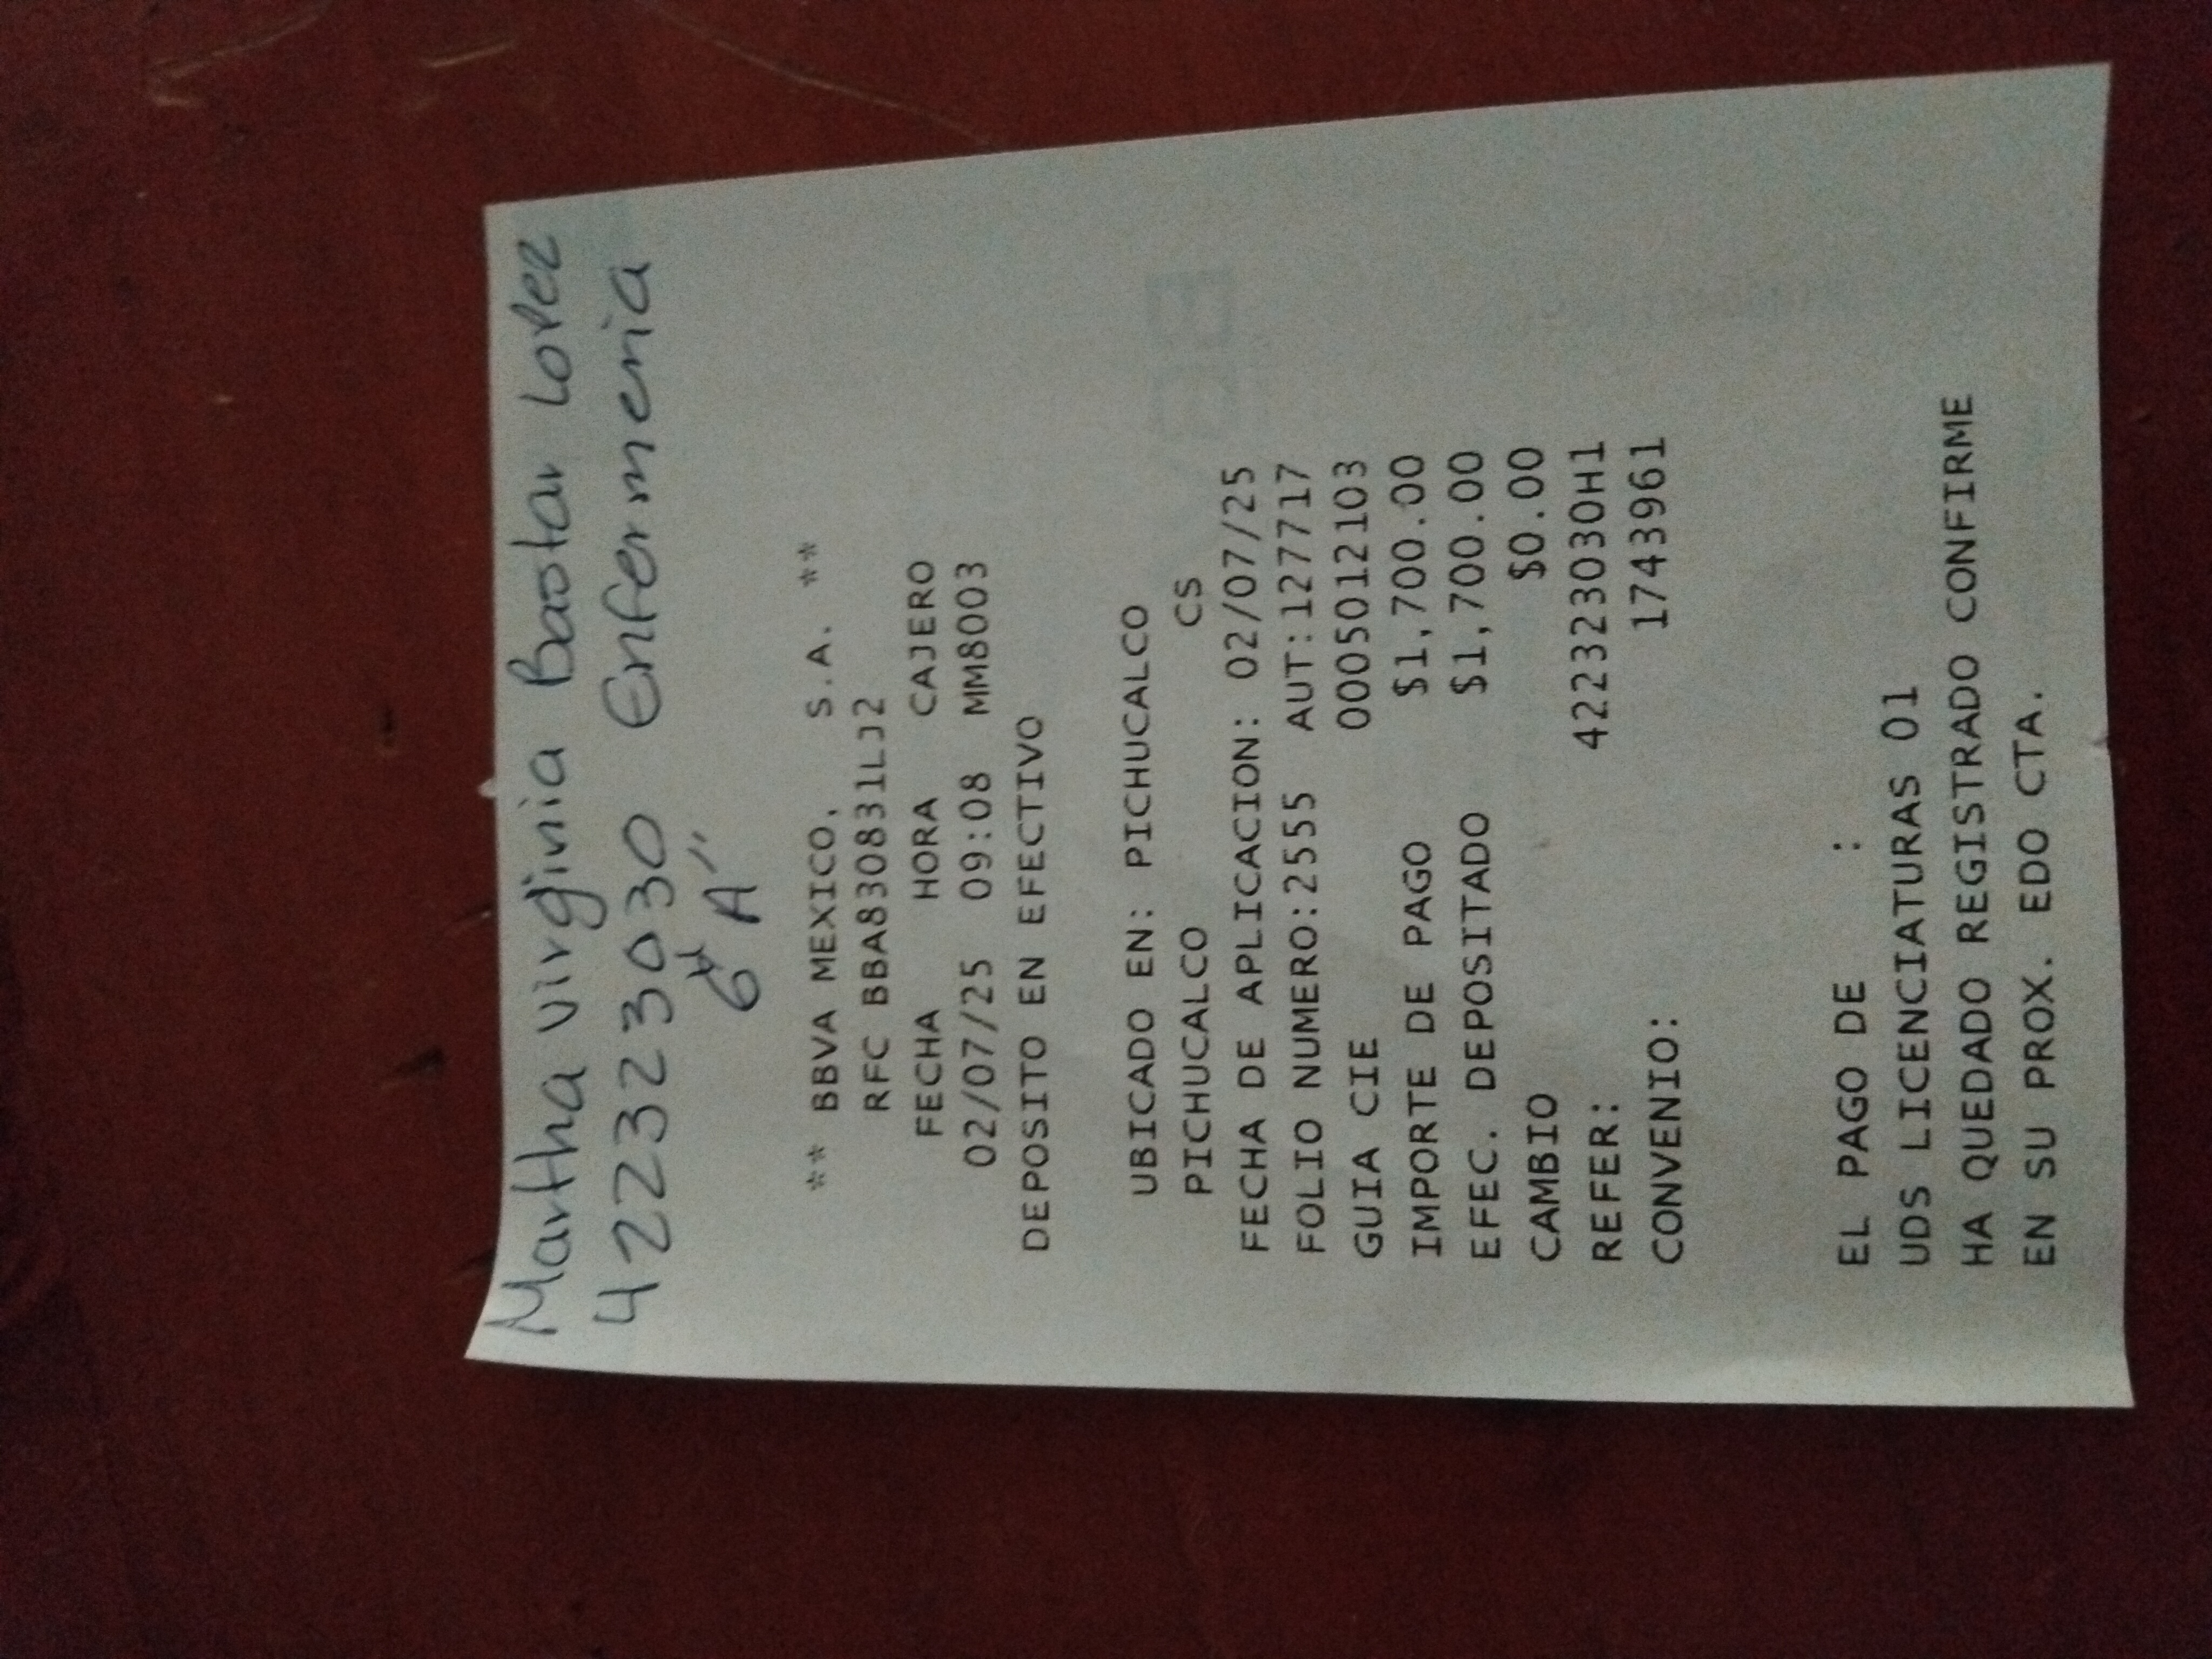 Martha Virginia Bastar Lopez
422323030 Enfermeria
6to "A"
** BBVA MEXICO, S.A. **
RFC BBA830831LJ2
FECHA HORA CAJERO
02/07/25 09:08 MM80003
DEPOSITO EN EFECTIVO
UBICADO EN: PICHUCALCO
PICHUCALCO CS
FECHA DE APLICACION: 02/07/25
FOLIO NUMERO:2555 AUT:127717
GUIA CIE 0005012103
IMPORTE DE PAGO $1,700.00
EFEC. DEPOSITADO $1,700.00
CAMBIO $0.00
REFER: 422323030H1
CONVENIO: 1743961
EL PAGO DE :
UDS LICENCIATURAS 01
HA QUEDADO REGISTRADO CONFIRME
EN SU PROX. EDO CTA.